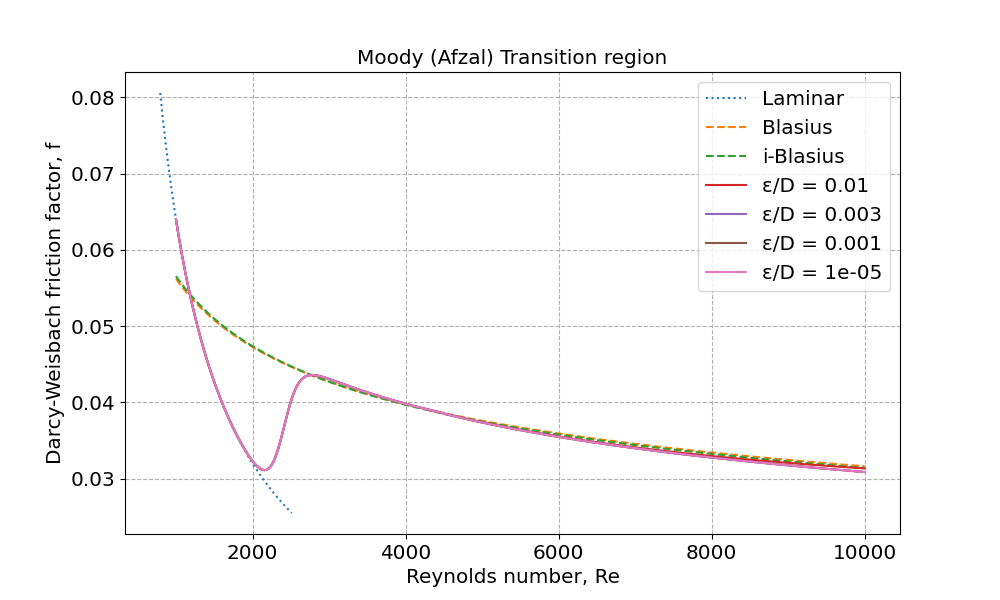 Moody (Afzal) Transition region
Darcy-Weisbach friction factor, f
0.08
0.07
0.06
0.05
0.04
0.03
Laminar
Blasius
i-Blasius
ε/D = 0.01
ε/D = 0.003
ε/D = 0.001
ε/D = 1e-05
2000 4000 6000 8000 10000
Reynolds number, Re